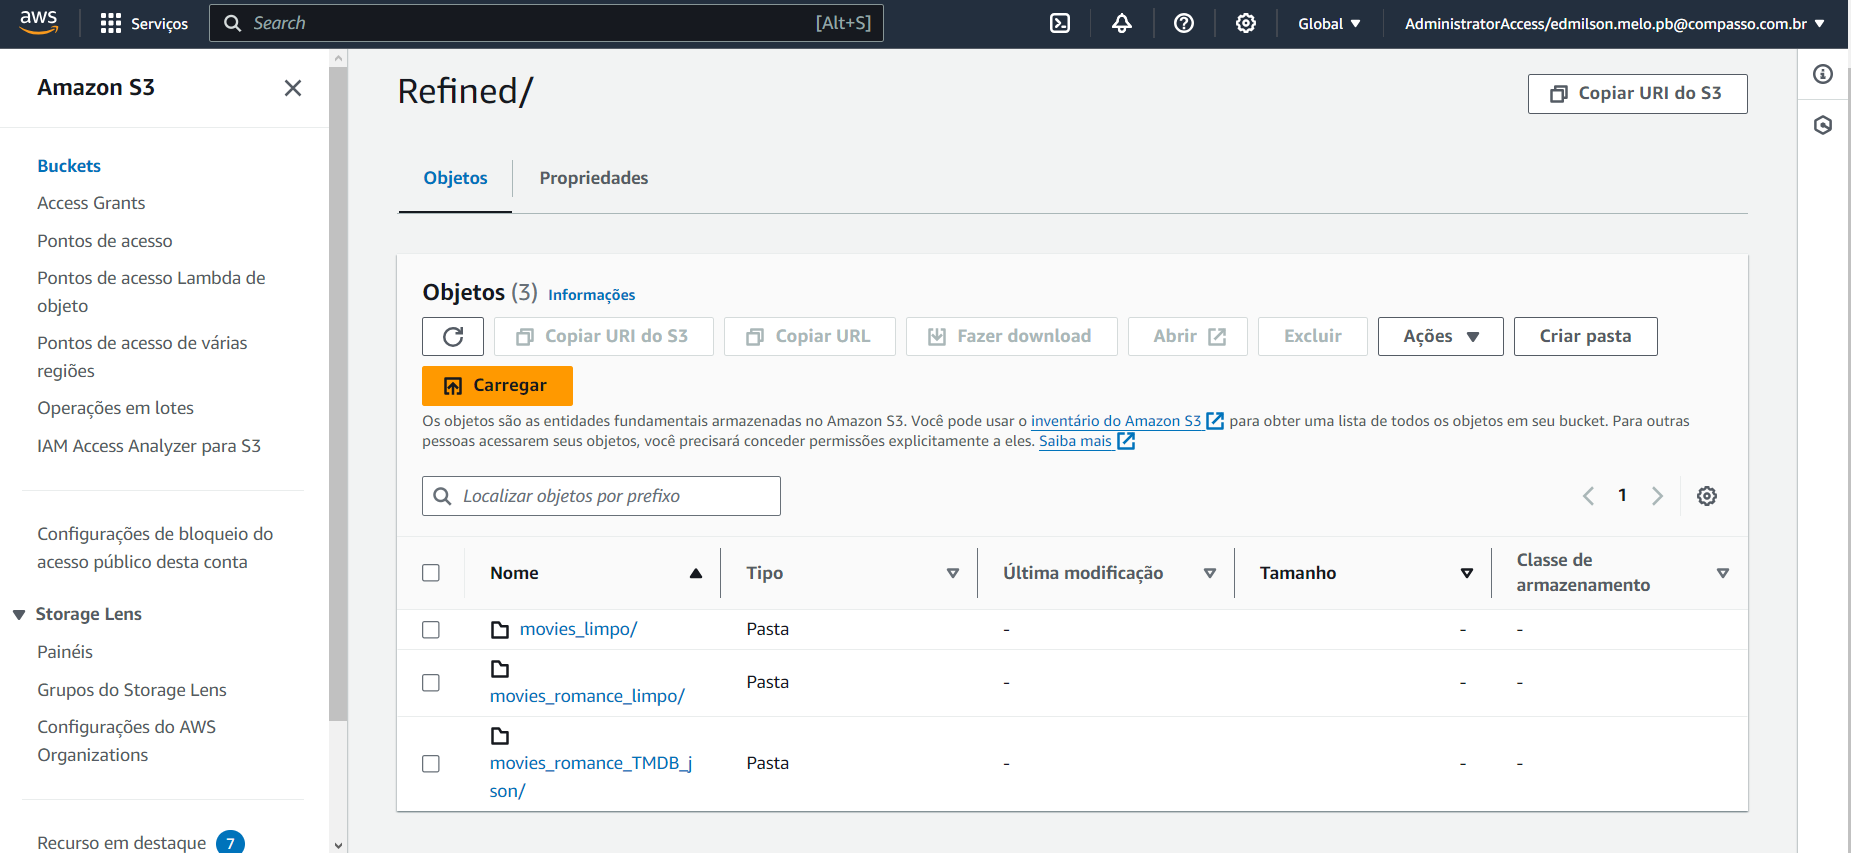 aws
Serviços
Search
[Alt+S]
Global
AdministratorAccess/edmilson.melo.pb@compasso.com.br
Amazon S3
Buckets
Access Grants
Pontos de acesso
Pontos de acesso Lambda de
objeto
Pontos de acesso de várias
regiões
Operações em lotes
IAM Access Analyzer para S3
Configurações de bloqueio do
acesso público desta conta
Storage Lens
Painéis
Grupos do Storage Lens
Configurações do AWS
Organizations
Recurso em destaque 7
Refined/
Copiar URI do S3
Objetos
Propriedades
Objetos (3) Informações
Copiar URI do S3
Copiar URL
Fazer download
Abrir
Excluir
Ações
Criar pasta
Carregar
Os objetos são as entidades fundamentais armazenadas no Amazon S3. Você pode usar o inventário do Amazon S3 para obter uma lista de todos os objetos em seu bucket. Para outras
pessoas acessarem seus objetos, você precisará conceder permissões explicitamente a eles. Saiba mais
Localizar objetos por prefixo
1
Nome
Tipo
Última modificação
Tamanho
Classe de
armazenamento
movies_limpo/
Pasta
-
-
-
movies_romance_limpo/
Pasta
-
-
-
movies_romance_TMDB_j
son/
Pasta
-
-
-